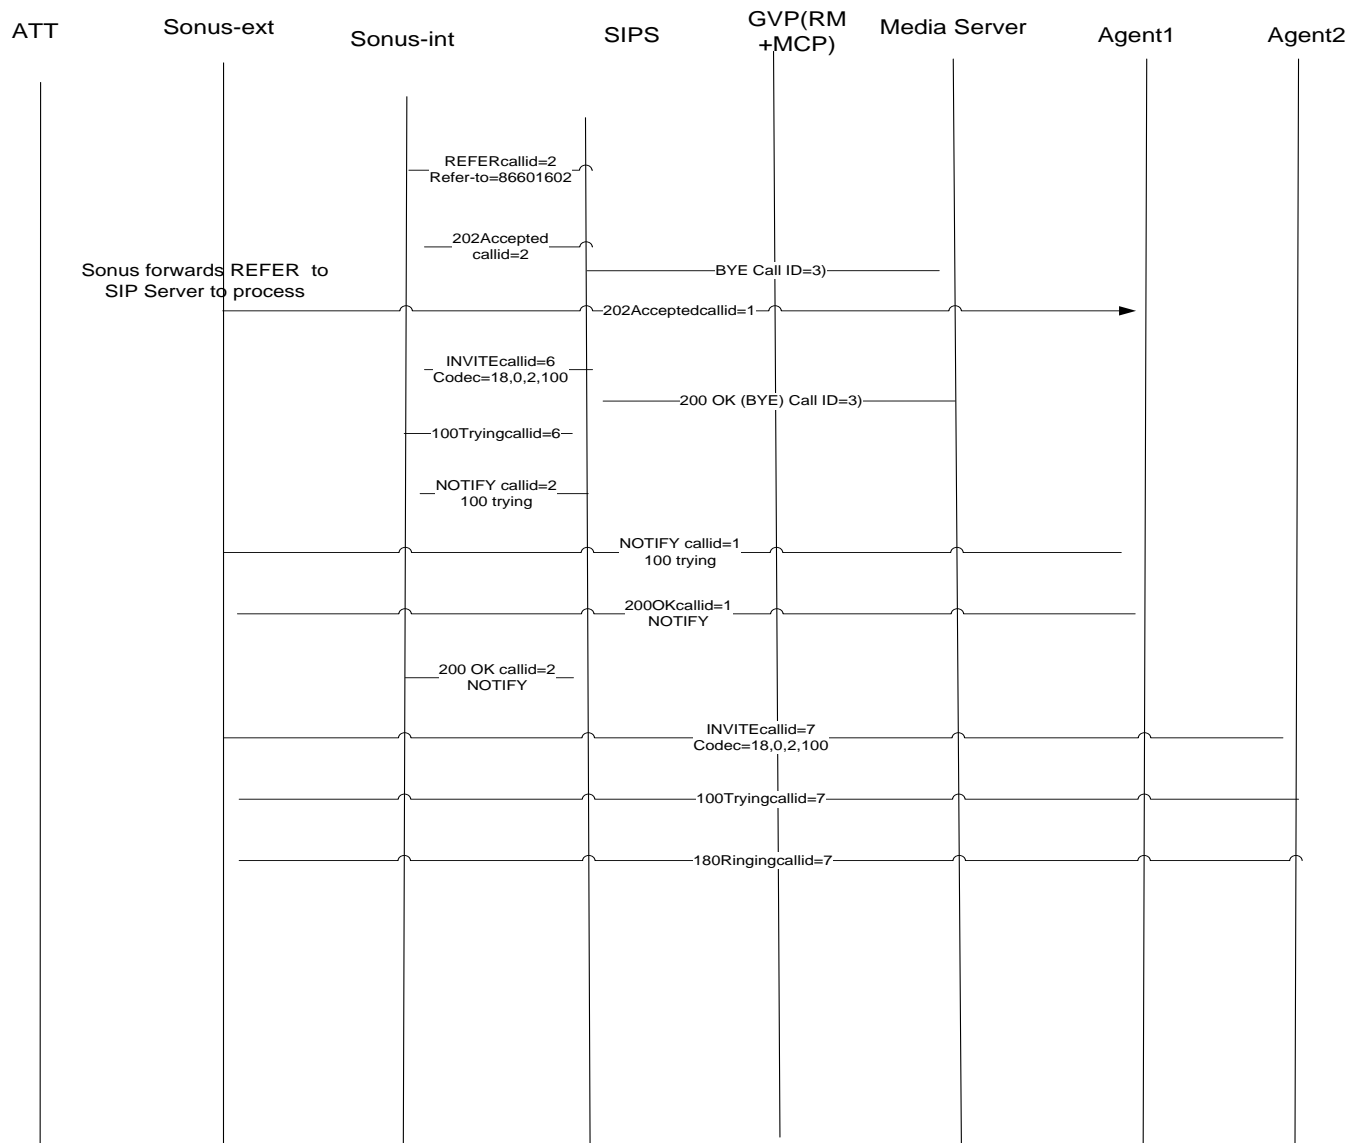 ATT
Sonus-ext
Sonus-int
SIPS
GVP(RM
+MCP)
Media Server
Agent1
Agent2
REFERcallid=2
Refer-to=86601602
202Accepted
callid=2
Sonus forwards REFER to
SIP Server to process
BYE Call ID=3)
202Acceptedcallid=1
INVITEcallid=6
Codec=18,0,2,100
200 OK (BYE) Call ID=3)
100Tryingcallid=6
NOTIFY callid=2
100 trying
NOTIFY callid=1
100 trying
200OKcallid=1
NOTIFY
200 OK callid=2
NOTIFY
INVITEcallid=7
Codec=18,0,2,100
100Tryingcallid=7
180Ringingcallid=7